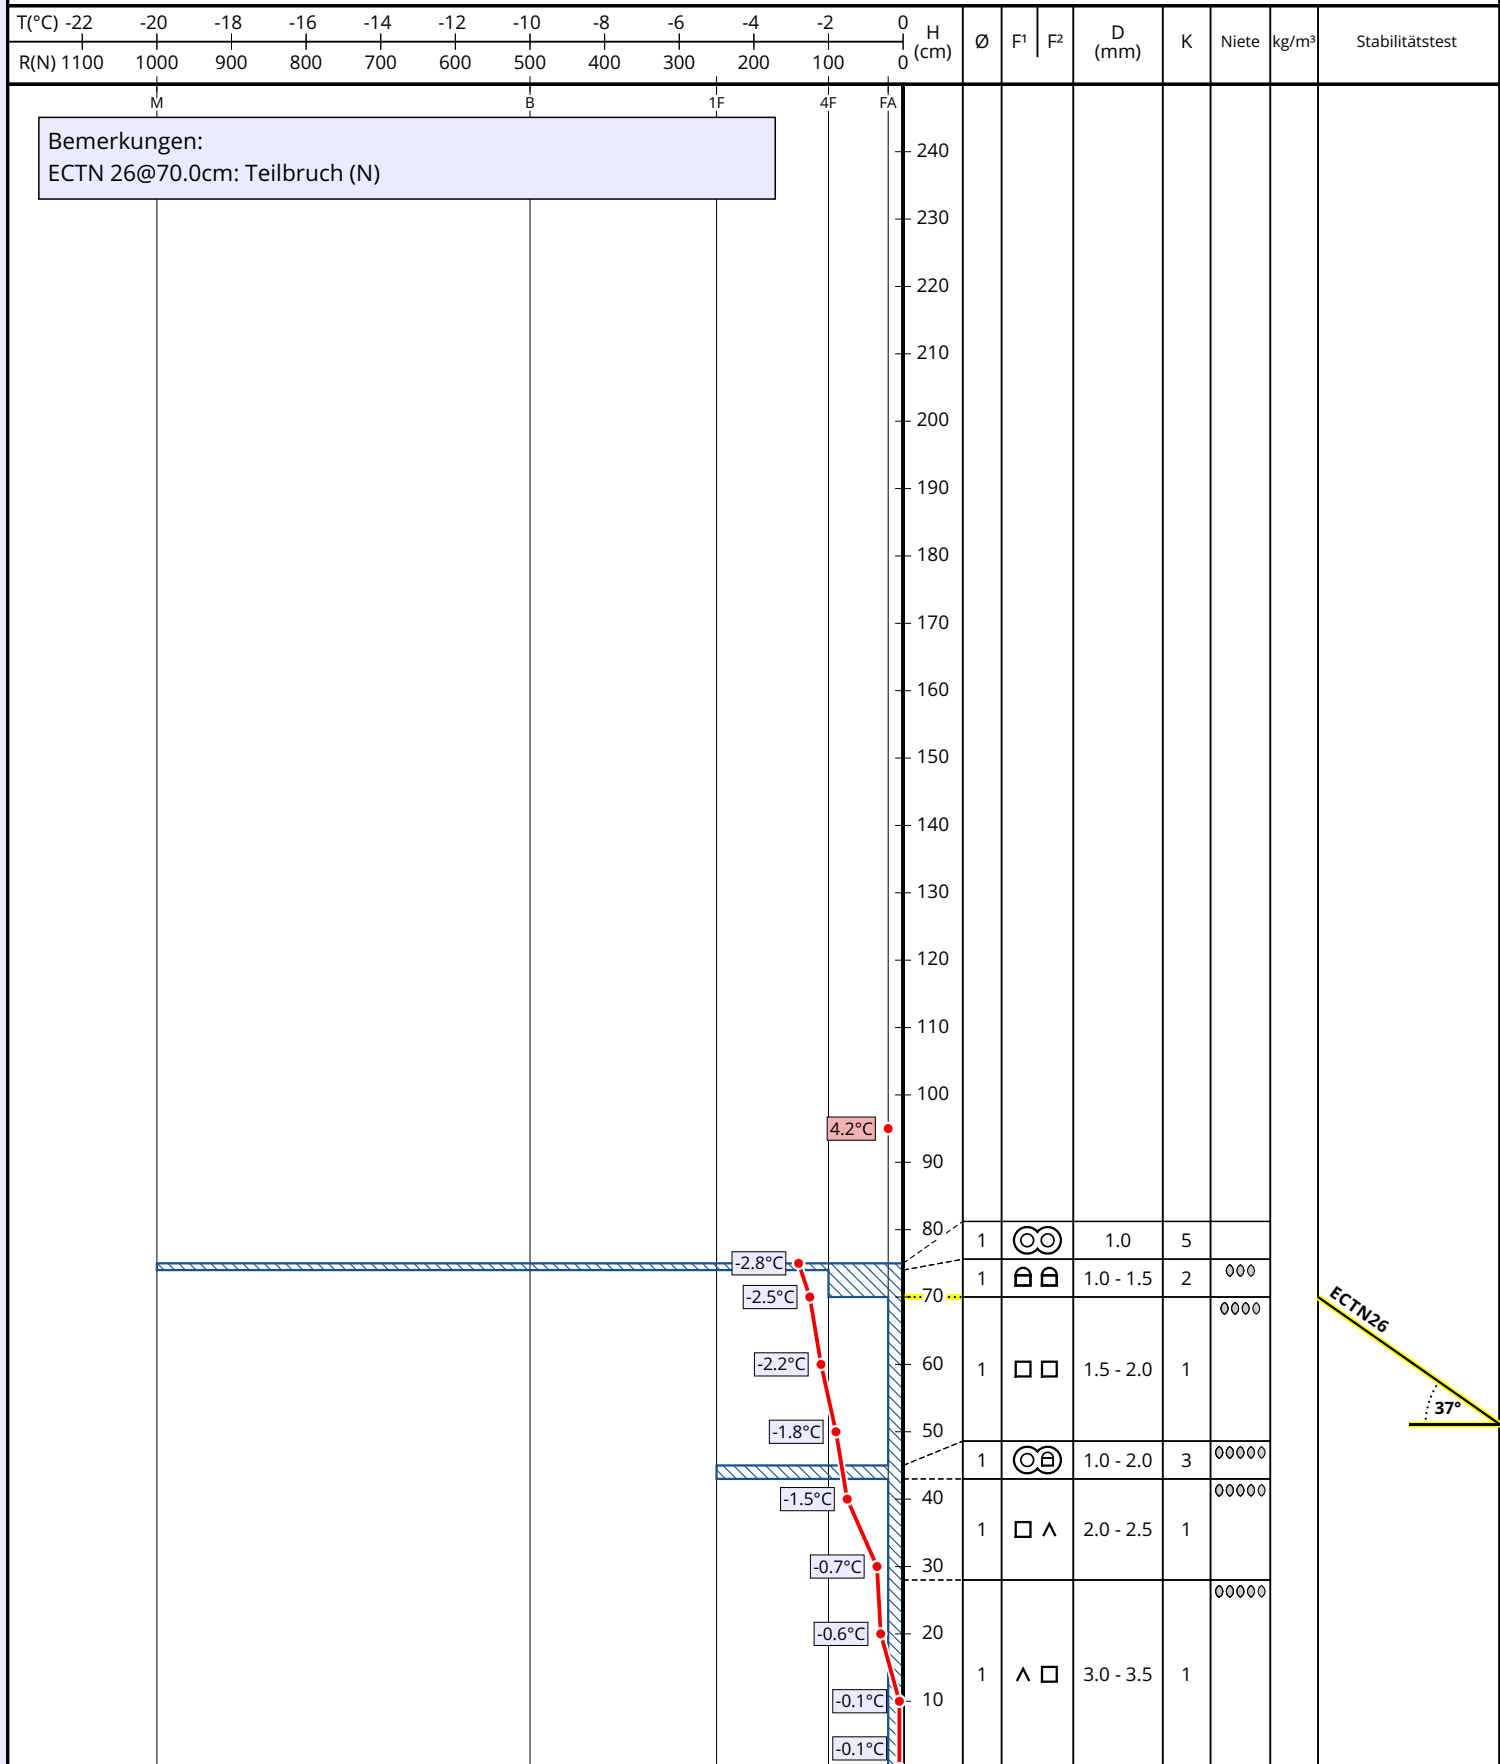 T(°C) -22 -20 -18 -16 -14 -12 -10 -8 -6 -4 -2 0
R(N) 1100 1000 900 800 700 600 500 400 300 200 100 0
H (cm) Ø F¹ F² D (mm) K Niete kg/m³ Stabilitätstest
M B 1F 4F FA
Bemerkungen:
ECTN 26@70.0cm: Teilbruch (N)
240
230
220
210
200
190
180
170
160
150
140
130
120
110
100
4.2°C
90
80
1 1.0 5
-2.8°C
1 1.0 - 1.5 2
-2.5°C 70
ECTN26
-2.2°C 60
1 1.5 - 2.0 1
37°
-1.8°C 50
1 1.0 - 2.0 3
-1.5°C 40
1 2.0 - 2.5 1
-0.7°C 30
-0.6°C 20
1 3.0 - 3.5 1
-0.1°C 10
-0.1°C